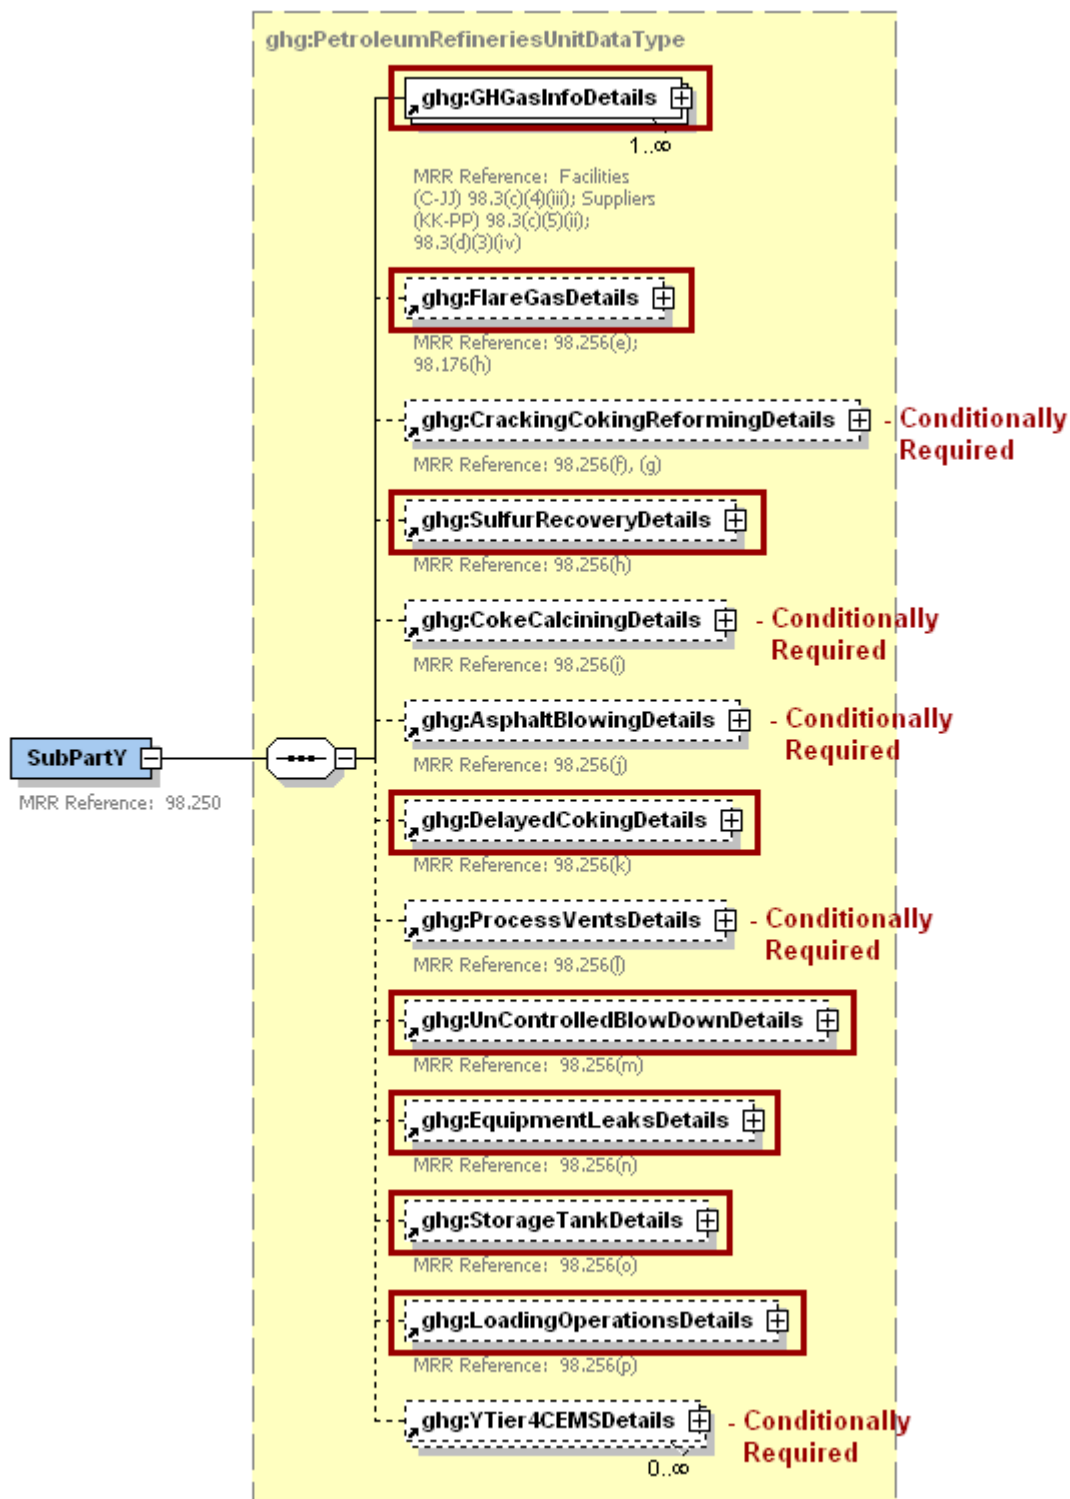 ghg:PetroleumRefineriesUnitDataType
ghg:GHGasInfoDetails
1..∞
MRR Reference: Facilities
(C-JJ) 98.3(c)(4)(iii); Suppliers
(KK-PP) 98.3(c)(5)(ii);
98.3(d)(3)(iv)
ghg:FlareGasDetails
MRR Reference: 98.256(e);
98.176(h)
ghg:CrackingCokingReformingDetails
- Conditionally
Required
MRR Reference: 98.256(f), (g)
ghg:SulfurRecoveryDetails
MRR Reference: 98.256(h)
ghg:CokeCalciningDetails
- Conditionally
Required
MRR Reference: 98.256(i)
ghg:AsphaltBlowingDetails
- Conditionally
Required
MRR Reference: 98.256(j)
SubPartY
MRR Reference: 98.250
ghg:DelayedCokingDetails
MRR Reference: 98.256(k)
ghg:ProcessVentsDetails
- Conditionally
Required
MRR Reference: 98.256(l)
ghg:UnControlledBlowDownDetails
MRR Reference: 98.256(m)
ghg:EquipmentLeaksDetails
MRR Reference: 98.256(n)
ghg:StorageTankDetails
MRR Reference: 98.256(o)
ghg:LoadingOperationsDetails
MRR Reference: 98.256(p)
ghg:YTier4CEMSDetails
- Conditionally
Required
0..∞